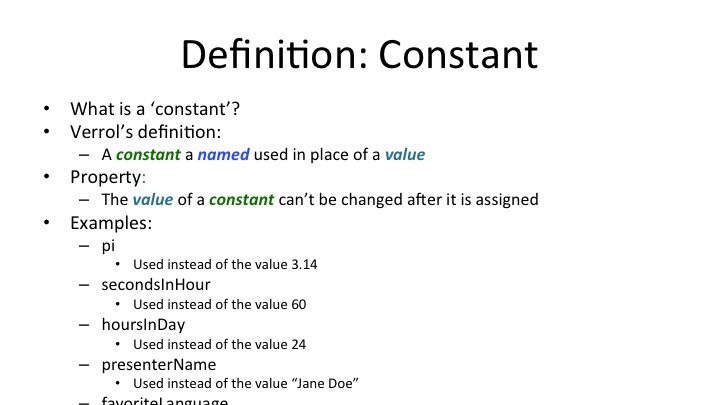 Definition: Constant
• What is a ‘constant’?
• Verrol’s definition:
– A constant a named used in place of a value
• Property:
– The value of a constant can’t be changed after it is assigned
• Examples:
– pi
• Used instead of the value 3.14
– secondsInHour
• Used instead of the value 60
– hoursInDay
• Used instead of the value 24
– presenterName
• Used instead of the value “Jane Doe”
– favoriteLanguage